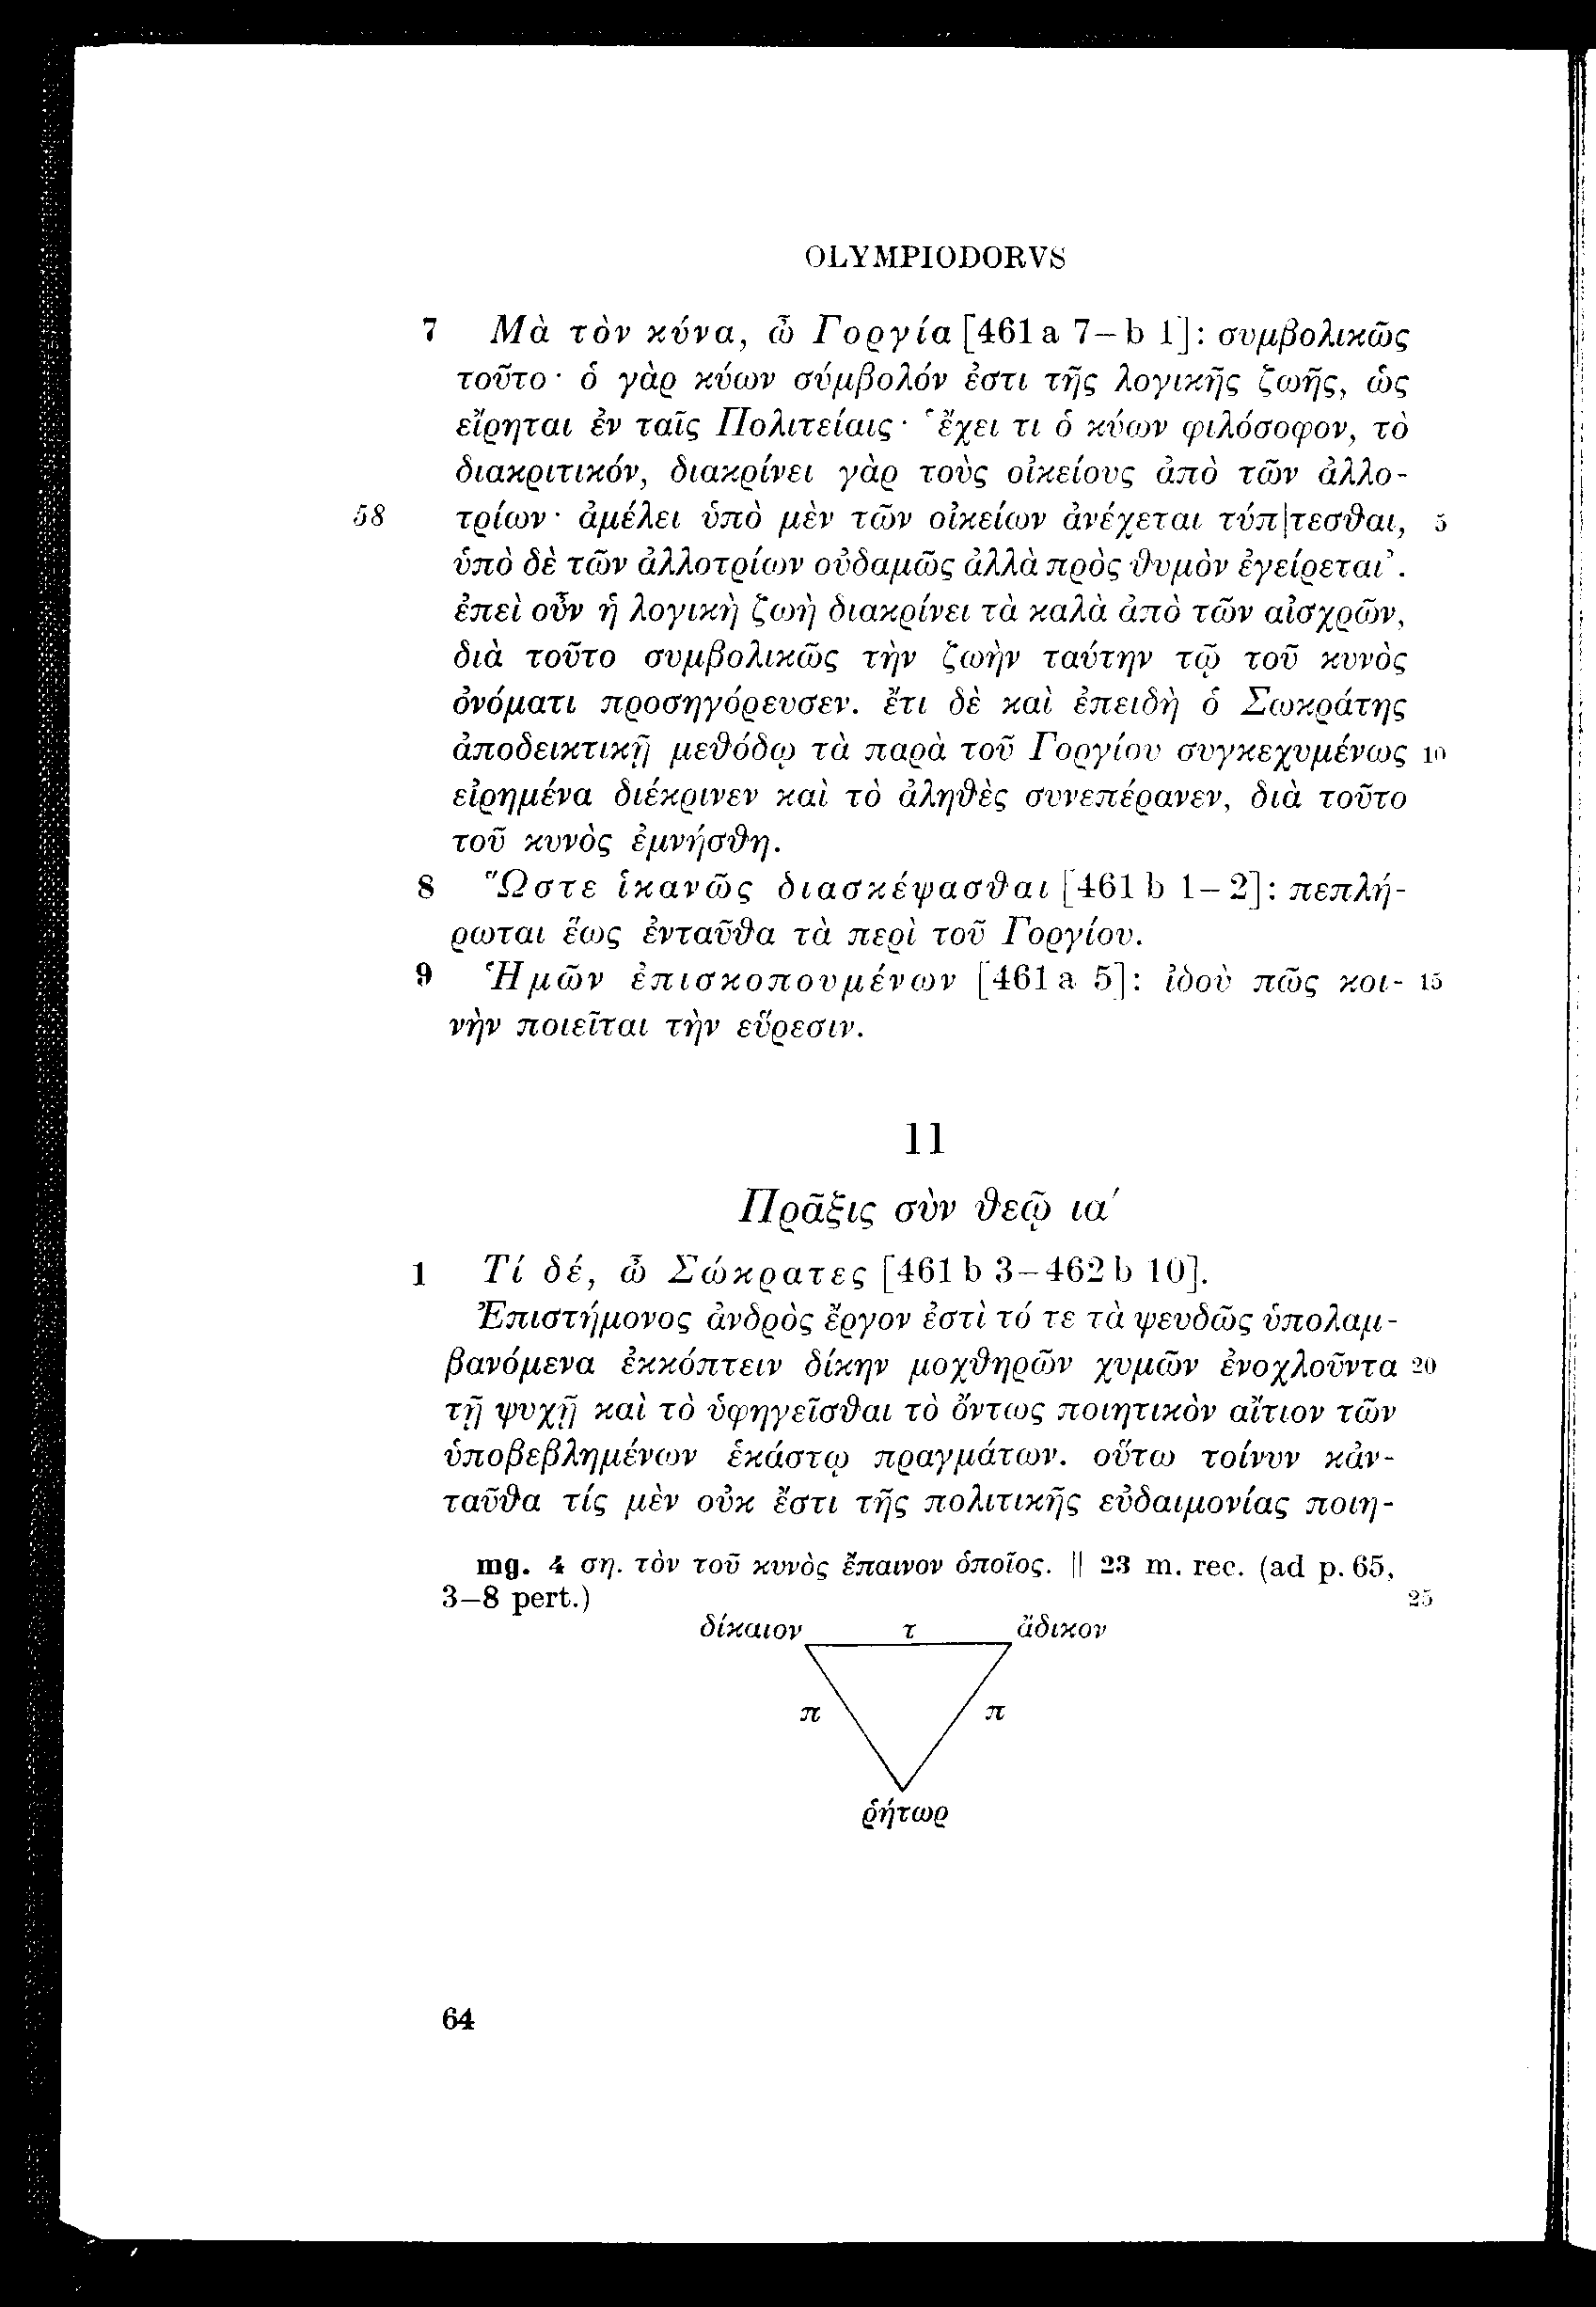 OLYMPIODORVS
7 Μὰ τὸν κύνα, ὦ Γοργία [461 a 7–b 1]: συμβολικῶς
τοῦτο· ὁ γὰρ κύων σύμβολόν ἐστι τῆς λογικῆς ζωῆς, ὡς
εἴρηται ἐν ταῖς Πολιτείαις· ‛ἔχει τι ὁ κύων φιλόσοφον, τὸ
διακριτικόν, διακρίνει γὰρ τοὺς οἰκείους ἀπὸ τῶν ἀλλο-
58 τρίων· ἀμέλει ὑπὸ μὲν τῶν οἰκείων ἀνέχεται τύπ|τεσθαι, 5
ὑπὸ δὲ τῶν ἀλλοτρίων οὐδαμῶς ἀλλὰ πρὸς θυμὸν ἐγείρεται’.
ἐπεὶ οὖν ἡ λογικὴ ζωὴ διακρίνει τὰ καλὰ ἀπὸ τῶν αἰσχρῶν,
διὰ τοῦτο συμβολικῶς τὴν ζωὴν ταύτην τῷ τοῦ κυνὸς
ὀνόματι προσηγόρευσεν. ἔτι δὲ καὶ ἐπειδὴ ὁ Σωκράτης
ἀποδεικτικῇ μεθόδῳ τὰ παρὰ τοῦ Γοργίου συγκεχυμένως 10
εἰρημένα διέκρινεν καὶ τὸ ἀληθὲς συνεπέρανεν, διὰ τοῦτο
τοῦ κυνὸς ἐμνήσθη.
8 Ὥστε ἱκανῶς διασκέψασθαι [461 b 1–2]: πεπλή-
ρωται ἕως ἐνταῦθα τὰ περὶ τοῦ Γοργίου.
9 Ἡμῶν ἐπισκοπουμένων [461 a 5]: ἰδοὺ πῶς κοι- 15
νὴν ποιεῖται τὴν εὕρεσιν.
11
Πρᾶξις σὺν θεῷ ια′
1 Τί δέ, ὦ Σώκρατες [461 b 3–462 b 10].
Ἐπιστήμονος ἀνδρὸς ἔργον ἐστὶ τό τε τὰ ψευδῶς ὑπολαμ-
βανόμενα ἐκκόπτειν δίκην μοχθηρῶν χυμῶν ἐνοχλοῦντα 20
τῇ ψυχῇ καὶ τὸ ὑφηγεῖσθαι τὸ ὄντως ποιητικὸν αἴτιον τῶν
ὑποβεβλημένων ἑκάστῳ πραγμάτων. οὕτω τοίνυν κἀν-
ταῦθα τίς μὲν οὐκ ἔστι τῆς πολιτικῆς εὐδαιμονίας ποιη-
mg. 4 ση. τὸν τοῦ κυνὸς ἔπαινον ὁποῖος. || 23 m. rec. (ad p. 65,
3–8 pert.) 25
δίκαιον τ ἄδικον
π π
ῥήτωρ
64